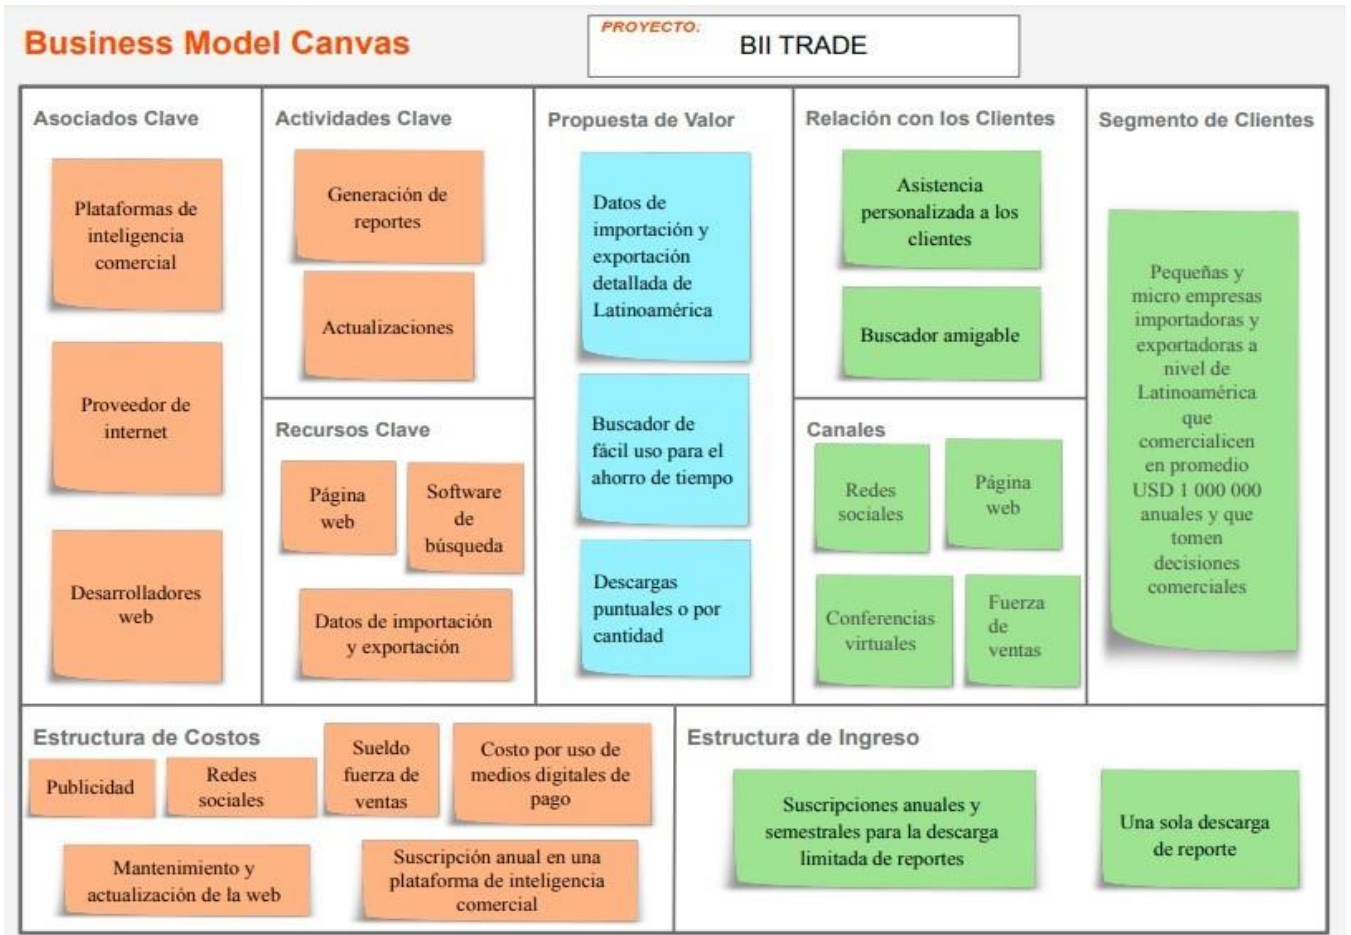 Business Model Canvas
PROYECTO:
BII TRADE
Asociados Clave
Plataformas de
inteligencia
comercial
Proveedor de
internet
Desarrolladores
web
Actividades Clave
Generación de
reportes
Actualizaciones
Recursos Clave
Página
web
Software
de
búsqueda
Datos de importación
y exportación
Propuesta de Valor
Datos de
importación y
exportación
detallada de
Latinoamérica
Buscador de
fácil uso para el
ahorro de tiempo
Descargas
puntuales o por
cantidad
Relación con los Clientes
Asistencia
personalizada a los
clientes
Buscador amigable
Canales
Redes
sociales
Página
web
Conferencias
virtuales
Fuerza
de
ventas
Segmento de Clientes
Pequeñas y
micro empresas
importadoras y
exportadoras a
nivel de
Latinoamérica
que
comercialicen
en promedio
USD 1 000 000
anuales y que
tomen
decisiones
comerciales
Estructura de Costos
Publicidad
Redes
sociales
Sueldo
fuerza de
ventas
Costo por uso de
medios digitales de
pago
Mantenimiento y
actualización de la web
Suscripción anual en una
plataforma de inteligencia
comercial
Estructura de Ingreso
Suscripciones anuales y
semestrales para la descarga
limitada de reportes
Una sola descarga
de reporte